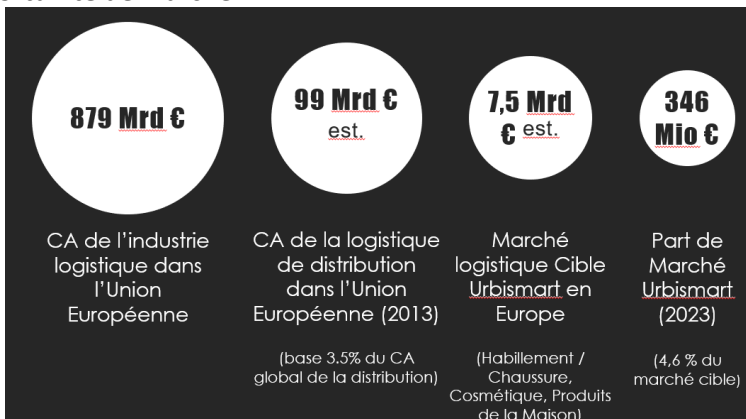 879 Mrd €
99 Mrd €
est.
7,5 Mrd
€ est.
346
Mio €
CA de l'industrie
logistique dans
l'Union
Européenne
CA de la logistique
de distribution
dans l'Union
Européenne (2013)
(base 3.5% du CA
global de la distribution)
Marché
logistique Cible
Urbismart en
Europe
(Habillement /
Chaussure,
Cosmétique, Produits
de la Maison)
Part de
Marché
Urbismart
(2023)
(4,6 % du
marché cible)